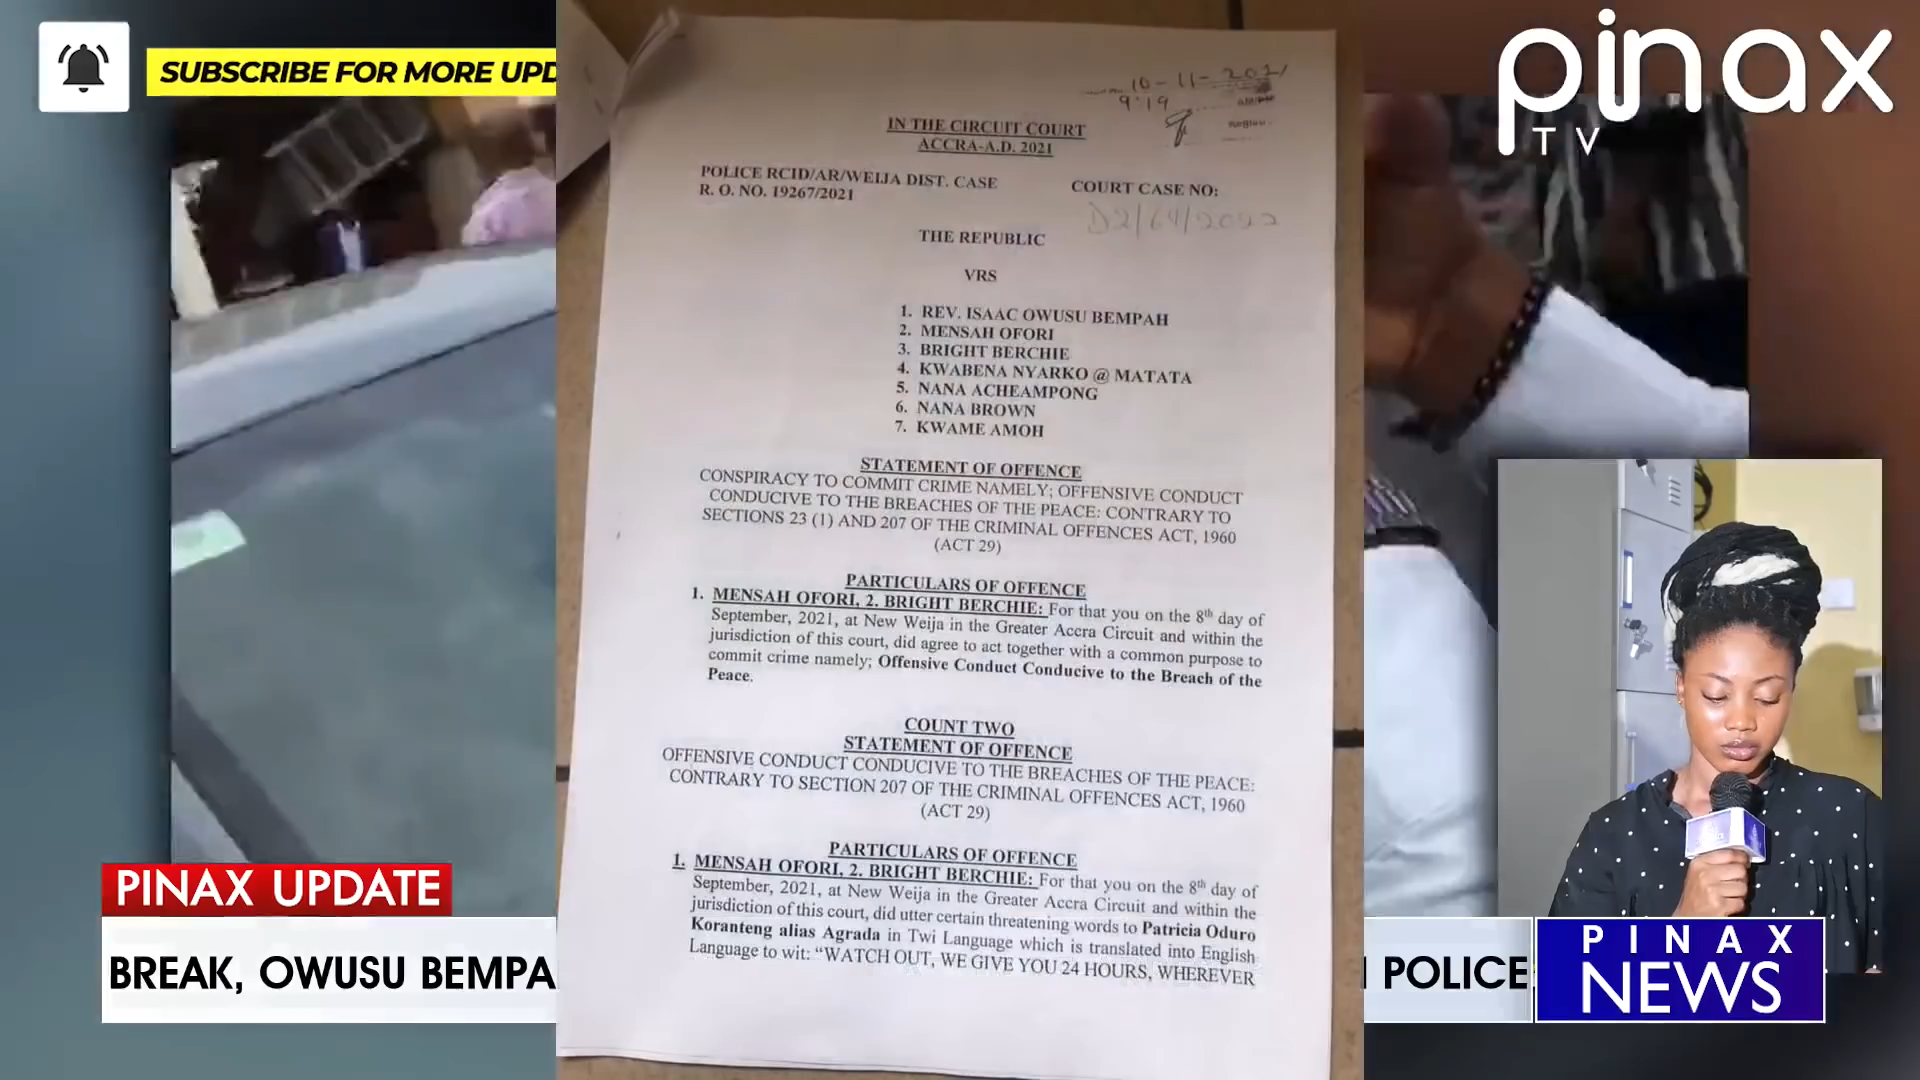 SUBSCRIBE FOR MORE UPD
pinax
TV
10-11-2021
9:19
IN THE CIRCUIT COURT
ACCRA-A.D. 2021
POLICE RCID/AR/WEIJA DIST. CASE
R. O. NO. 19267/2021
COURT CASE NO:
D2/64/2022
THE REPUBLIC
VRS
1. REV. ISAAC OWUSU BEMPAH
2. MENSAH OFORI
3. BRIGHT BERCHIE
4. KWABENA NYARKO @ MATATA
5. NANA ACHEAMPONG
6. NANA BROWN
7. KWAME AMOH
STATEMENT OF OFFENCE
CONSPIRACY TO COMMIT CRIME NAMELY; OFFENSIVE CONDUCT
CONDUCIVE TO THE BREACHES OF THE PEACE: CONTRARY TO
SECTIONS 23 (1) AND 207 OF THE CRIMINAL OFFENCES ACT, 1960
(ACT 29)
PARTICULARS OF OFFENCE
1. MENSAH OFORI, 2. BRIGHT BERCHIE: For that you on the 8th day of
September, 2021, at New Weija in the Greater Accra Circuit and within the
jurisdiction of this court, did agree to act together with a common purpose to
commit crime namely; Offensive Conduct Conducive to the Breach of the
Peace.
COUNT TWO
STATEMENT OF OFFENCE
OFFENSIVE CONDUCT CONDUCIVE TO THE BREACHES OF THE PEACE:
CONTRARY TO SECTION 207 OF THE CRIMINAL OFFENCES ACT, 1960
(ACT 29)
PARTICULARS OF OFFENCE
1. MENSAH OFORI, 2. BRIGHT BERCHIE: For that you on the 8th day of
September, 2021, at New Weija in the Greater Accra Circuit and within the
jurisdiction of this court, did utter certain threatening words to Patricia Oduro
Koranteng alias Agrada in Twi Language which is translated into English
Language to wit: “WATCH OUT, WE GIVE YOU 24 HOURS, WHEREVER
PINAX UPDATE
BREAK, OWUSU BEMPA
POLICE
PINAX
NEWS